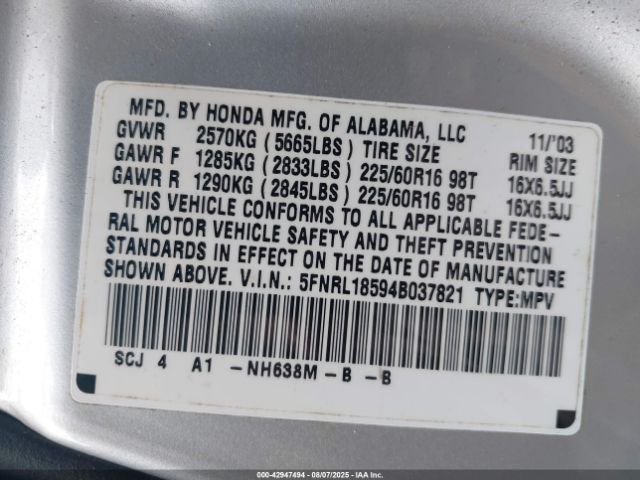 MFD. BY HONDA MFG. OF ALABAMA, LLC 11/'03
GVWR 2570KG (5665LBS) TIRE SIZE RIM SIZE
GAWR F 1285KG (2833LBS) 225/60R16 98T 16X6.5JJ
GAWR R 1290KG (2845LBS) 225/60R16 98T 16X6.5JJ
THIS VEHICLE CONFORMS TO ALL APPLICABLE FEDE-
RAL MOTOR VEHICLE SAFETY AND THEFT PREVENTION
STANDARDS IN EFFECT ON THE DATE OF MANUFACTURE
SHOWN ABOVE. V.I.N.: 5FNRL18594B037821 TYPE:MPV
SCJ 4 A1 -NH638M-B -B
000-42947494 - 08/07/2025 - IAAI.COM